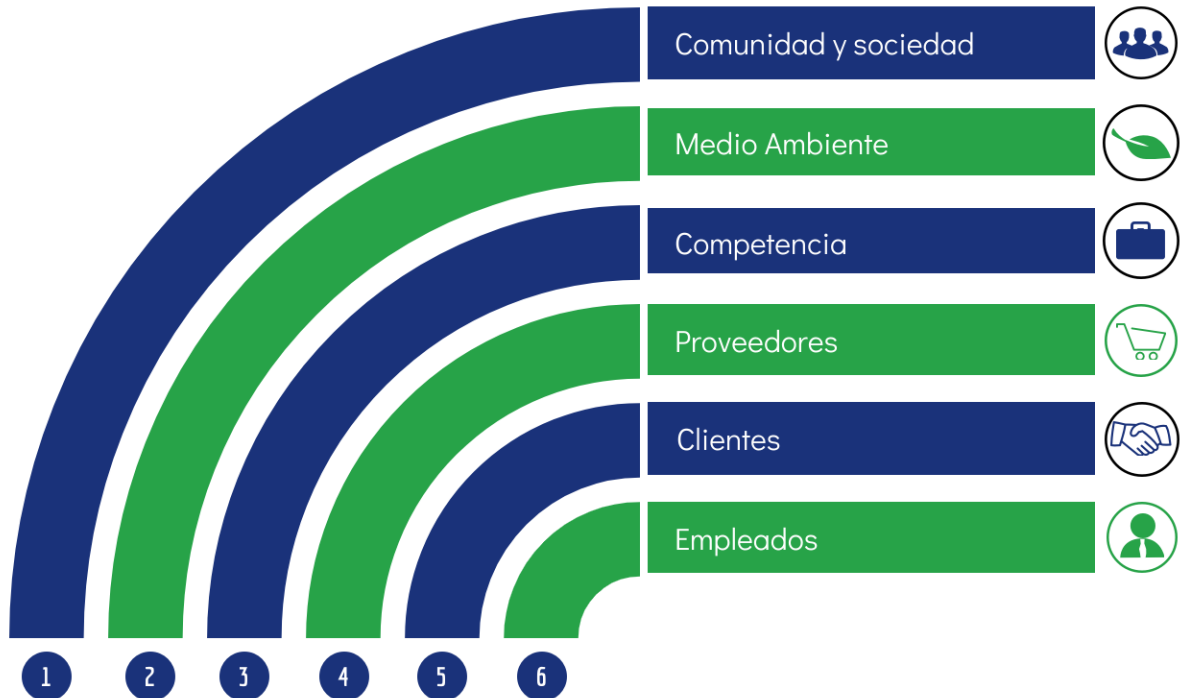 Comunidad y sociedad
Medio Ambiente
Competencia
Proveedores
Clientes
Empleados
1 2 3 4 5 6